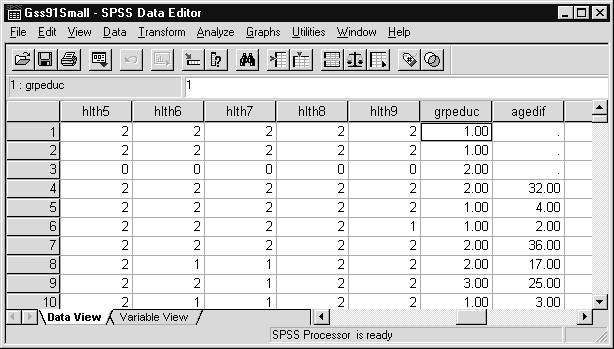 Gss91Small - SPSS Data Editor
File Edit View Data Transform Analyze Graphs Utilities Window Help
1 : grpeduc 1
hlth5 hlth6 hlth7 hlth8 hlth9 grpeduc agedif
1 2 2 2 2 2 1.00 .
2 2 2 2 2 2 1.00 .
3 0 0 0 0 0 2.00 .
4 2 2 2 2 2 2.00 32.00
5 2 2 2 2 2 1.00 4.00
6 2 2 2 2 1 1.00 2.00
7 2 2 2 2 2 2.00 36.00
8 2 1 1 2 2 2.00 17.00
9 2 2 1 2 2 3.00 25.00
10 2 1 1 2 2 1.00 3.00
Data View Variable View
SPSS Processor is ready